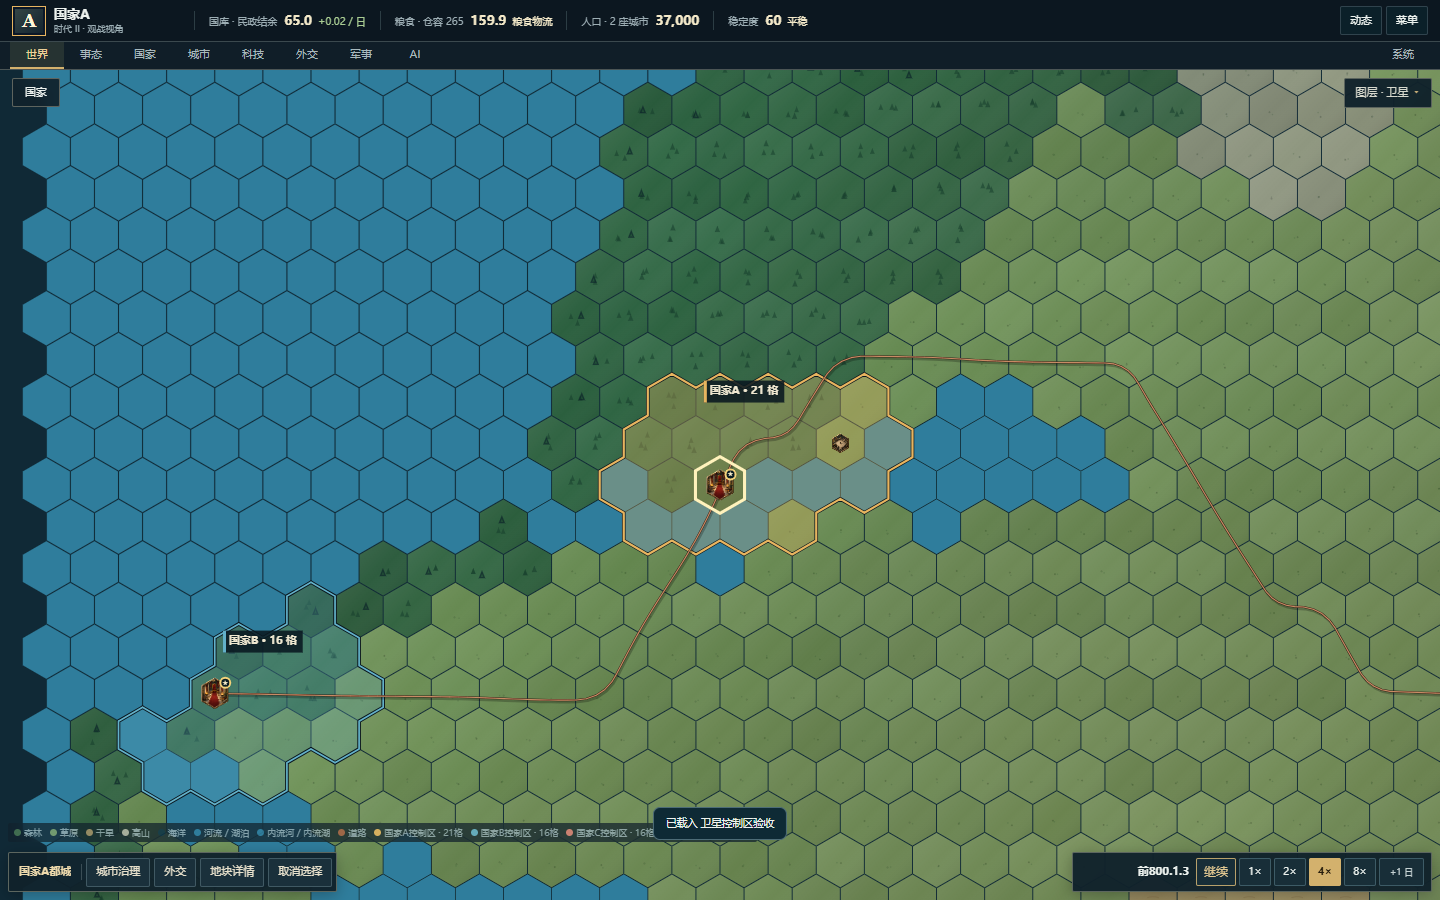 A
国家A
时代 II · 观战视角
国库 · 民政结余 65.0 +0.02 / 日
粮食 · 仓容 265 159.9 粮食物流
人口 · 2 座城市 37,000
稳定度 60 平稳
动态
菜单
世界
事态
国家
城市
科技
外交
军事
AI
系统
国家
图层 · 卫星
国家A • 21 格
国家B • 16 格
已载入 卫星控制区验收
森林
草原
干旱
高山
海洋
河流 / 湖泊
内流河 / 内流湖
道路
国家A控制区 · 21格
国家B控制区 · 16格
国家C控制区 · 16格
国家A都城
城市治理
外交
地块详情
取消选择
前800.1.3
继续
1×
2×
4×
8×
+1 日